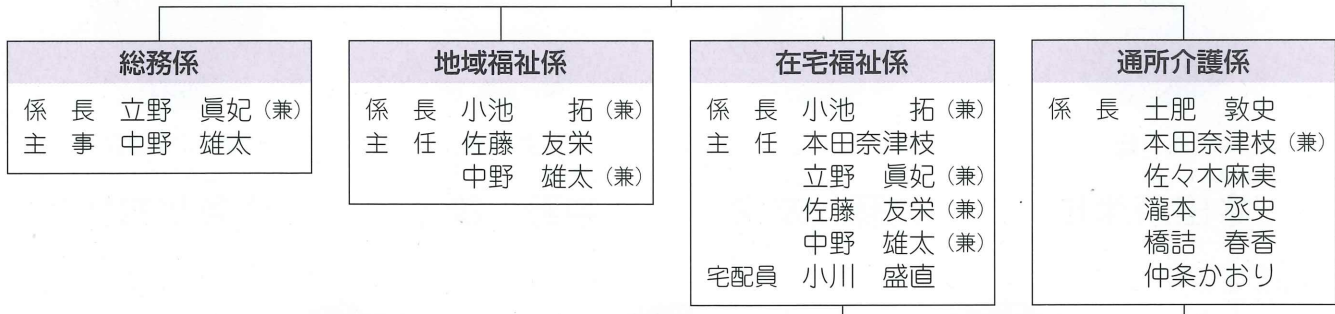 総務係
係 長 立野 眞妃（兼）
主 事 中野 雄太
地域福祉係
係 長 小池 拓（兼）
主 任 佐藤 友栄
中野 雄太（兼）
在宅福祉係
係 長 小池 拓（兼）
主 任 本田奈津枝
立野 眞妃（兼）
佐藤 友栄（兼）
中野 雄太（兼）
宅配員 小川 盛直
通所介護係
係 長 土肥 敦史
本田奈津枝（兼）
佐々木麻実
瀧本 丞史
橋詰 春香
仲条かおり